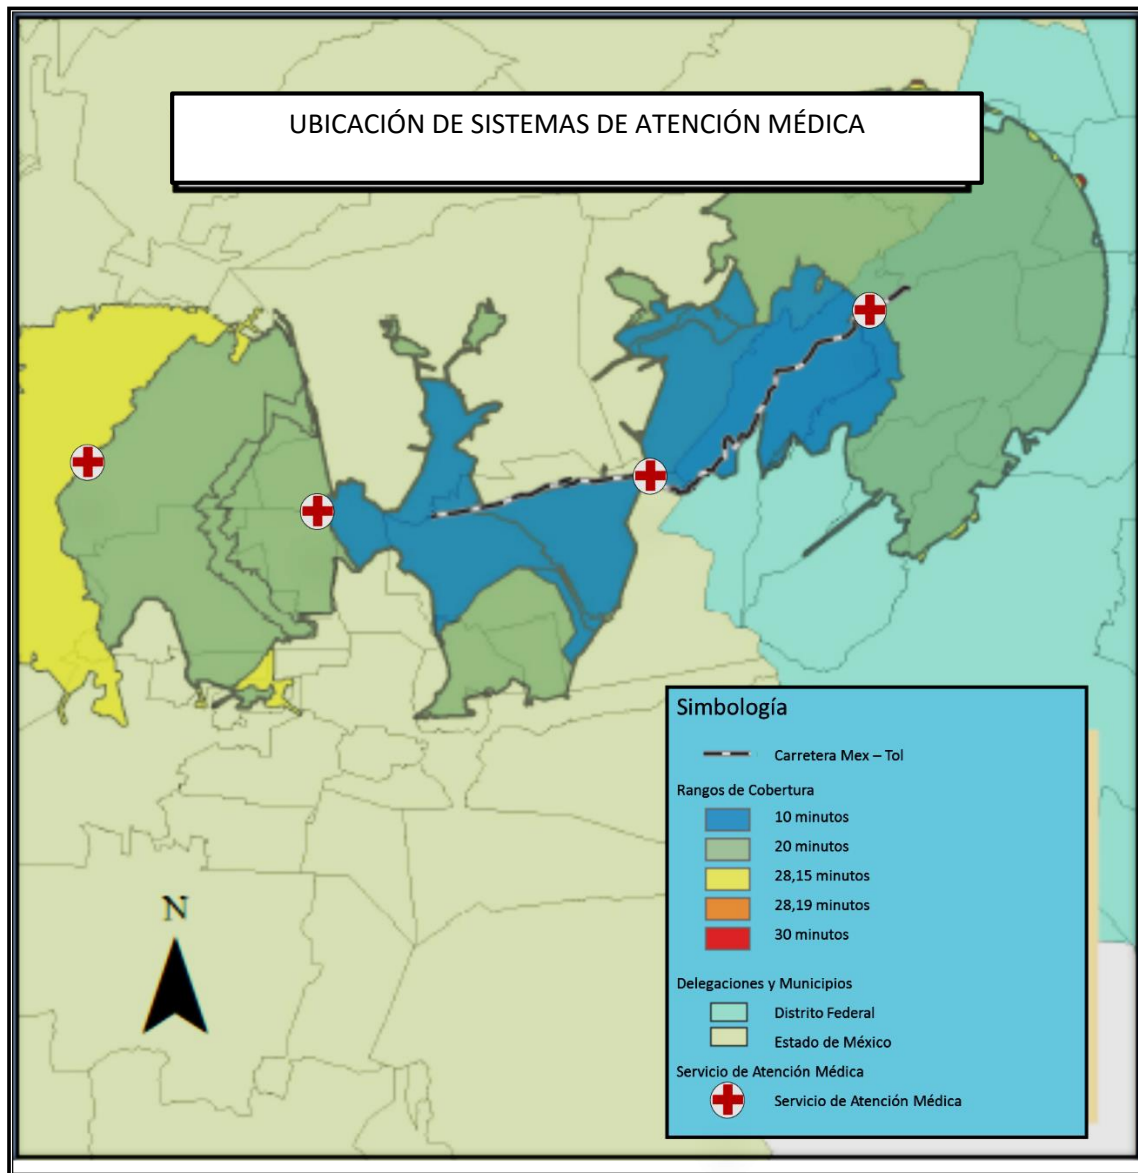 UBICACIÓN DE SISTEMAS DE ATENCIÓN MÉDICA
Simbología
Carretera Mex – Tol
Rangos de Cobertura
10 minutos
20 minutos
28,15 minutos
28,19 minutos
30 minutos
Delegaciones y Municipios
Distrito Federal
Estado de México
Servicio de Atención Médica
Servicio de Atención Médica
N